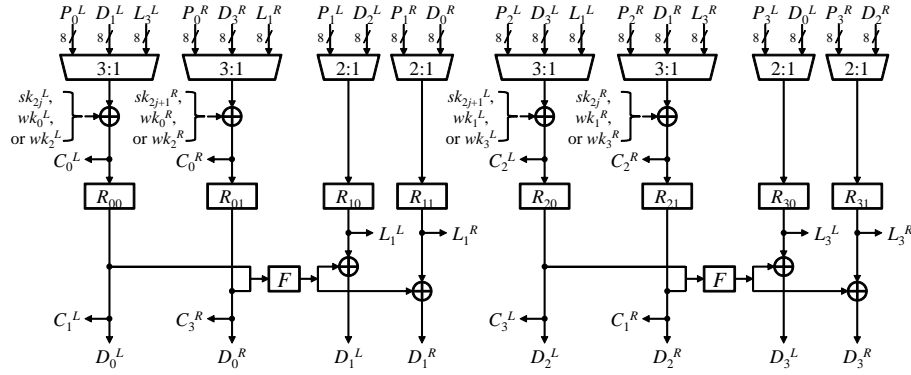 P₀ᴸ D₁ᴸ L₃ᴸ P₀ᴿ D₃ᴿ L₁ᴿ P₁ᴸ D₂ᴸ P₁ᴿ D₀ᴿ P₂ᴸ D₃ᴸ L₁ᴸ P₂ᴿ D₁ᴿ L₃ᴿ P₃ᴸ D₀ᴸ P₃ᴿ D₂ᴿ
8 8 8 8 8 8 8 8 8 8 8 8 8 8 8 8 8 8 8 8
3:1 3:1 2:1 2:1 3:1 3:1 2:1 2:1
sk₂ⱼᴸ, sk₂ⱼ₊₁ᴿ, sk₂ⱼ₊₁ᴸ, sk₂ⱼᴿ,
wk₀ᴸ, wk₀ᴿ, wk₁ᴸ, wk₁ᴿ,
or wk₂ᴸ or wk₂ᴿ or wk₃ᴸ or wk₃ᴿ
C₀ᴸ C₀ᴿ C₂ᴸ C₂ᴿ
R₀₀ R₀₁ R₁₀ R₁₁ R₂₀ R₂₁ R₃₀ R₃₁
L₁ᴸ L₁ᴿ L₃ᴸ L₃ᴿ
F F
C₁ᴸ C₃ᴿ C₃ᴸ C₁ᴿ
D₀ᴸ D₀ᴿ D₁ᴸ D₁ᴿ D₂ᴸ D₂ᴿ D₃ᴸ D₃ᴿ